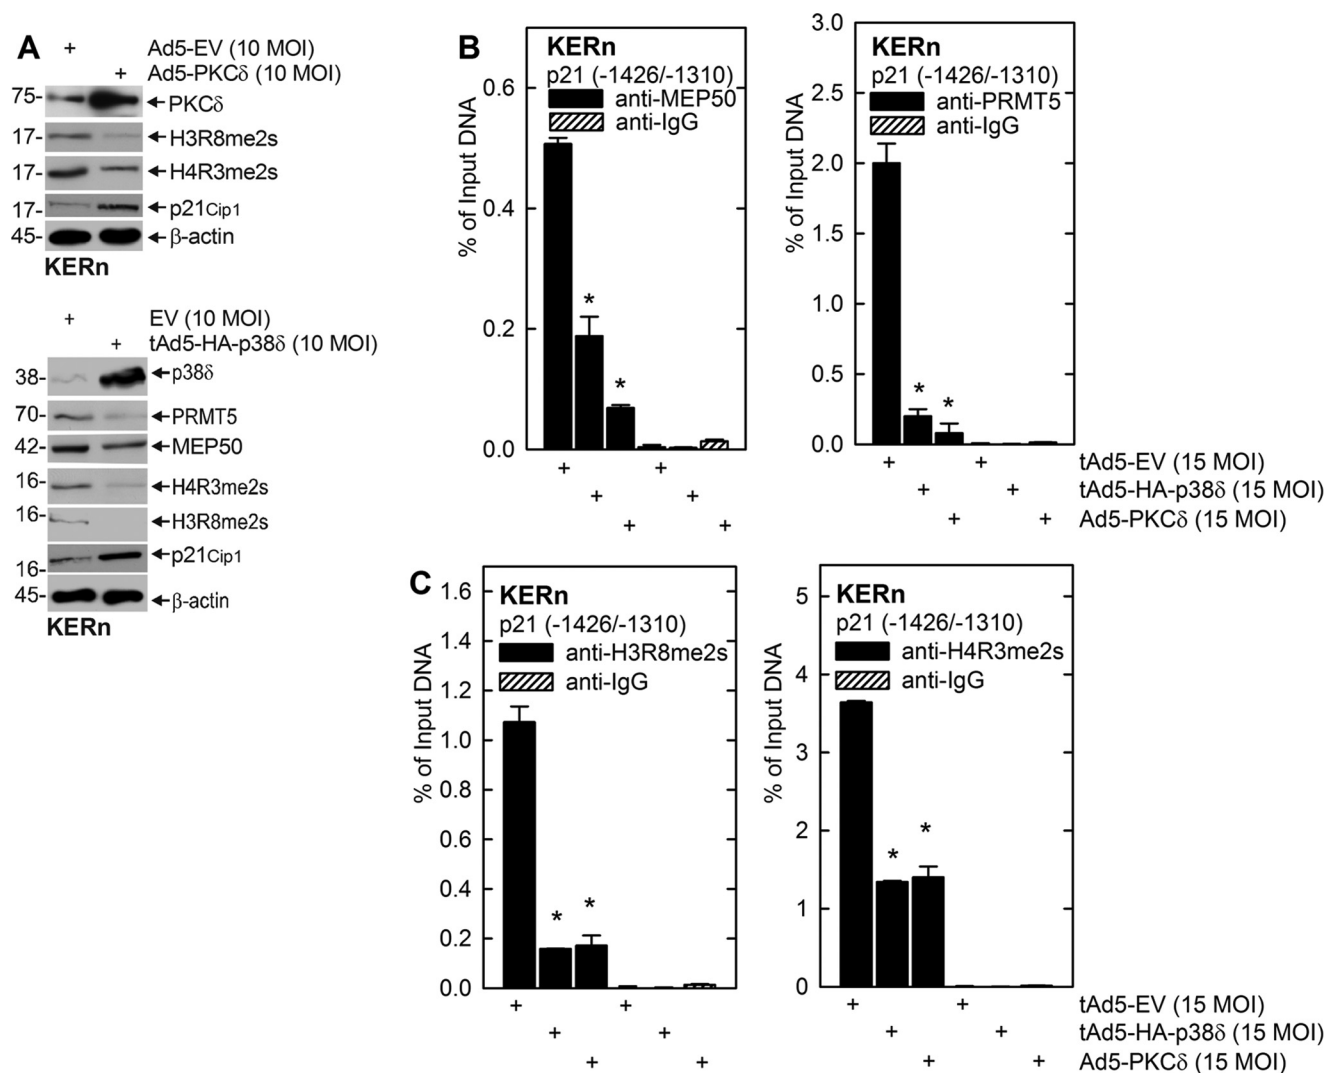 A
+ Ad5-EV (10 MOI)
+ Ad5-PKCδ (10 MOI)
75- PKCδ
17- H3R8me2s
17- H4R3me2s
17- p21Cip1
45- β-actin
KERn
+ EV (10 MOI)
+ tAd5-HA-p38δ (10 MOI)
38- p38δ
70- PRMT5
42- MEP50
16- H4R3me2s
16- H3R8me2s
16- p21Cip1
45- β-actin
KERn
B
% of Input DNA
0.6
0.4
0.2
0.0
KERn
p21 (-1426/-1310)
anti-MEP50
anti-IgG
*
*
+ +
+ +
+ +
% of Input DNA
3.0
2.5
2.0
1.5
1.0
0.5
0.0
KERn
p21 (-1426/-1310)
anti-PRMT5
anti-IgG
* *
+ + tAd5-EV (15 MOI)
+ + tAd5-HA-p38δ (15 MOI)
+ + Ad5-PKCδ (15 MOI)
C
% of Input DNA
1.6
1.4
1.2
1.0
0.8
0.6
0.4
0.2
0.0
KERn
p21 (-1426/-1310)
anti-H3R8me2s
anti-IgG
* *
+ +
+ +
+ +
% of Input DNA
5
4
3
2
1
0
KERn
p21 (-1426/-1310)
anti-H4R3me2s
anti-IgG
* *
+ + tAd5-EV (15 MOI)
+ + tAd5-HA-p38δ (15 MOI)
+ + Ad5-PKCδ (15 MOI)